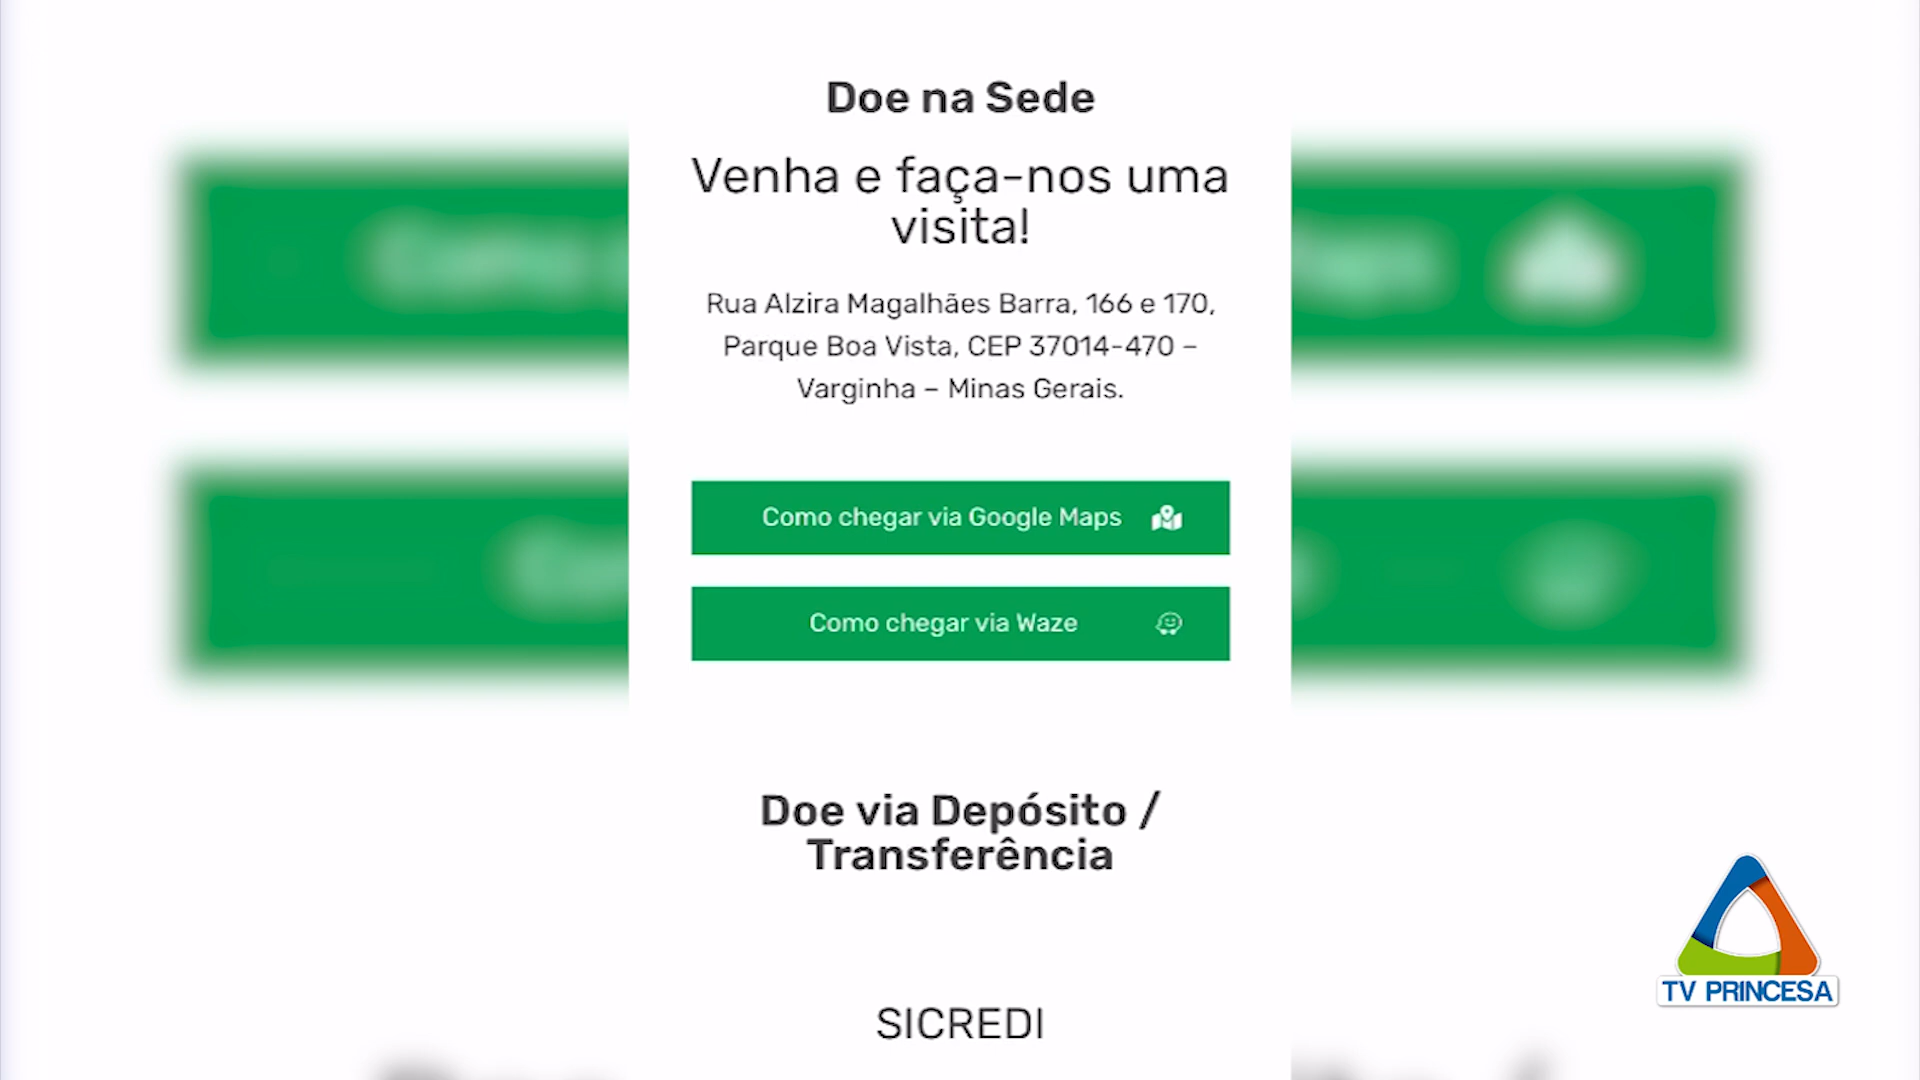 Doe na Sede
Venha e faça-nos uma
visita!
Rua Alzira Magalhães Barra, 166 e 170,
Parque Boa Vista, CEP 37014-470 –
Varginha – Minas Gerais.
Como chegar via Google Maps
Como chegar via Waze
Doe via Depósito /
Transferência
SICREDI
TV PRINCESA